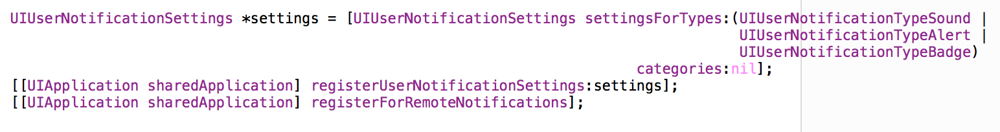 UIUserNotificationSettings *settings = [UIUserNotificationSettings settingsForTypes:(UIUserNotificationTypeSound |
UIUserNotificationTypeAlert |
UIUserNotificationTypeBadge)
categories:nil];
[[UIApplication sharedApplication] registerUserNotificationSettings:settings];
[[UIApplication sharedApplication] registerForRemoteNotifications];